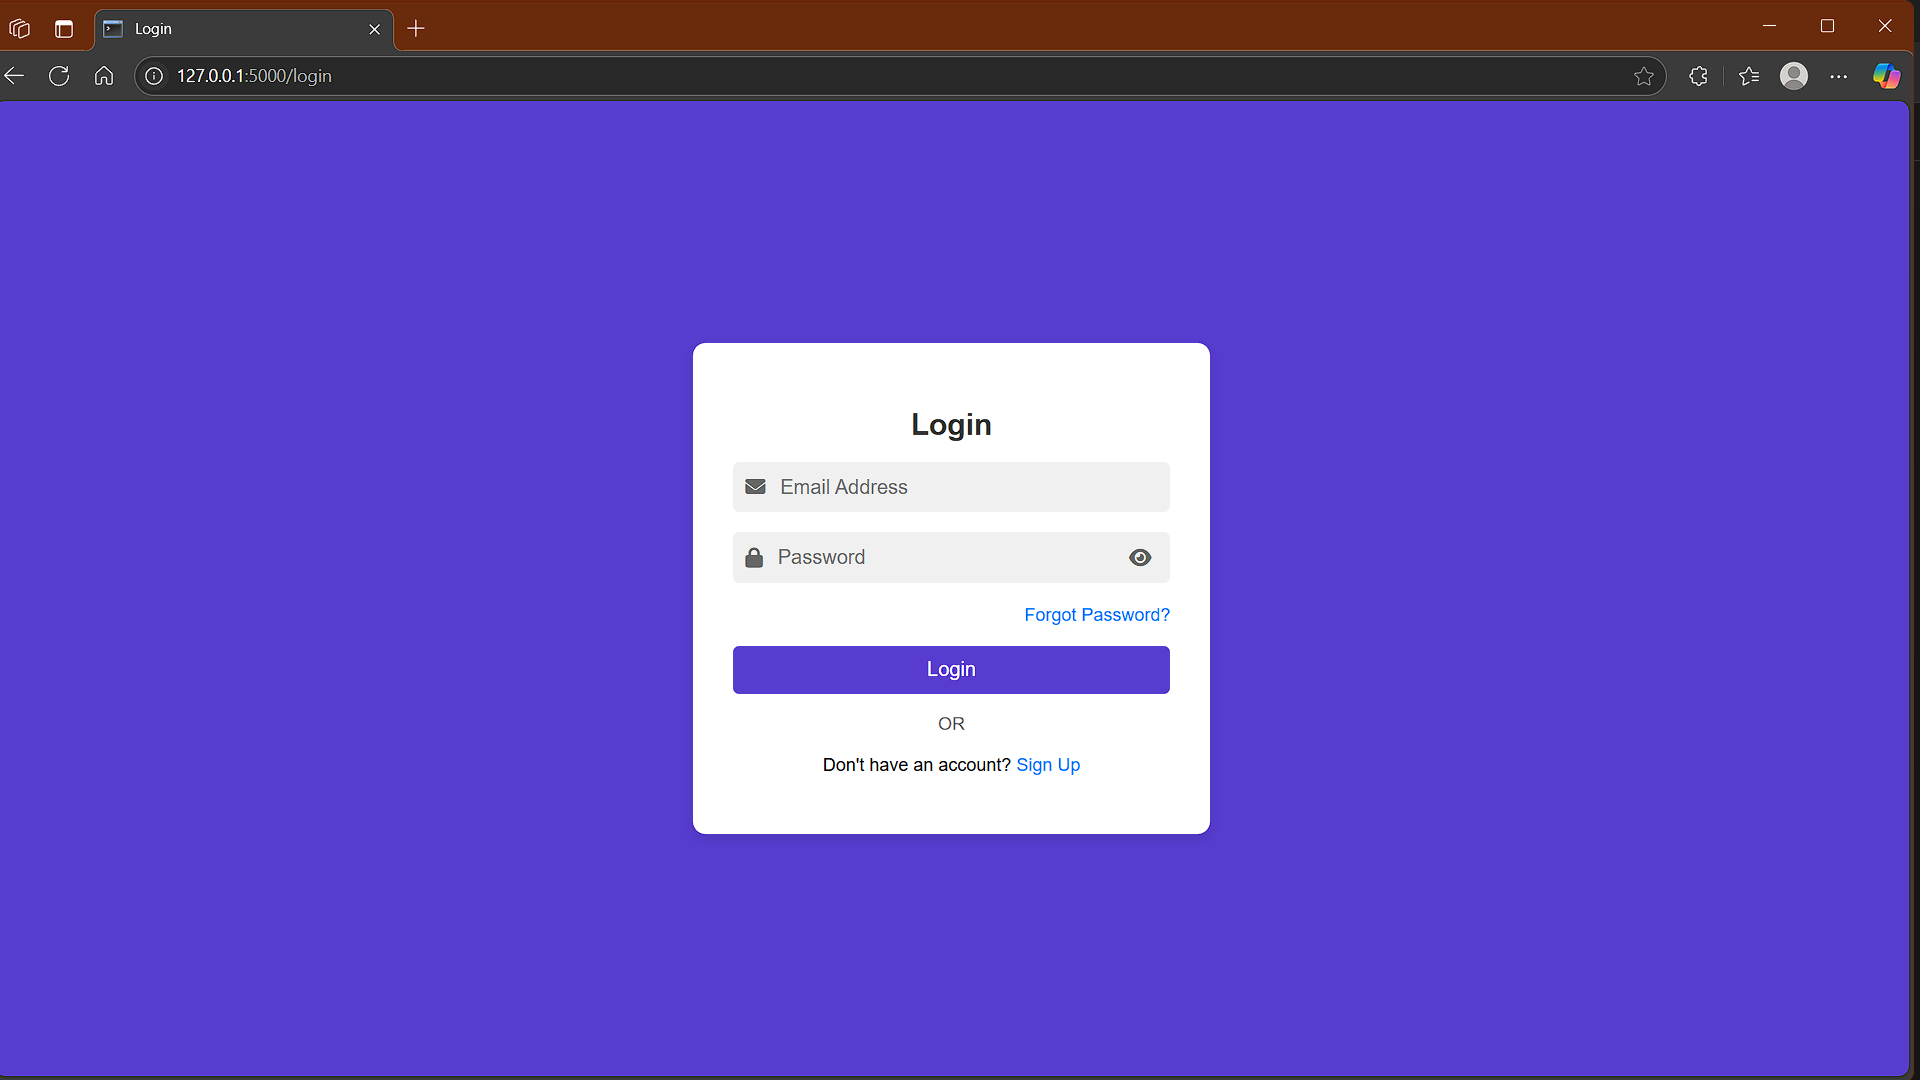 Login
127.0.0.1:5000/login
Login
Email Address
Password
Forgot Password?
Login
OR
Don't have an account? Sign Up